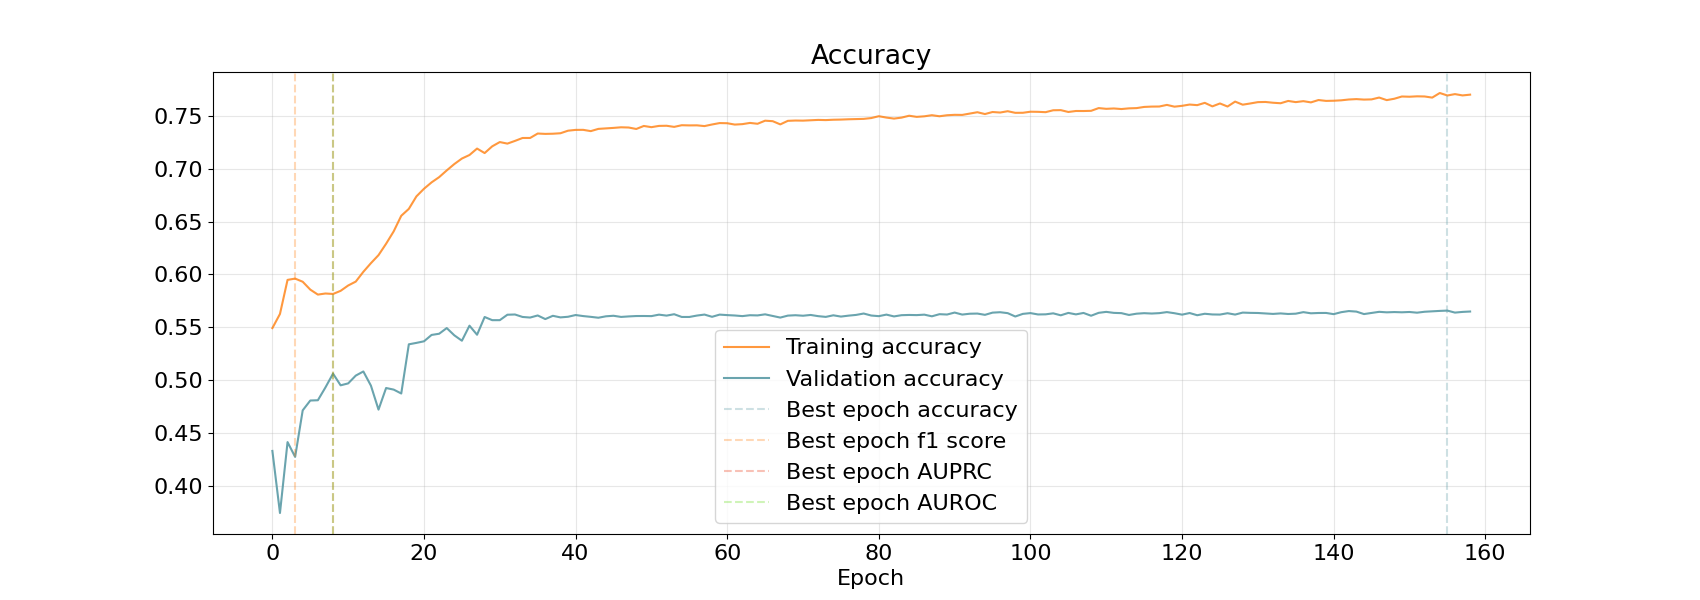 Accuracy
0.75
0.70
0.65
0.60
0.55
0.50
0.45
0.40
Training accuracy
Validation accuracy
Best epoch accuracy
Best epoch f1 score
Best epoch AUPRC
Best epoch AUROC
0 20 40 60 80 100 120 140 160
Epoch